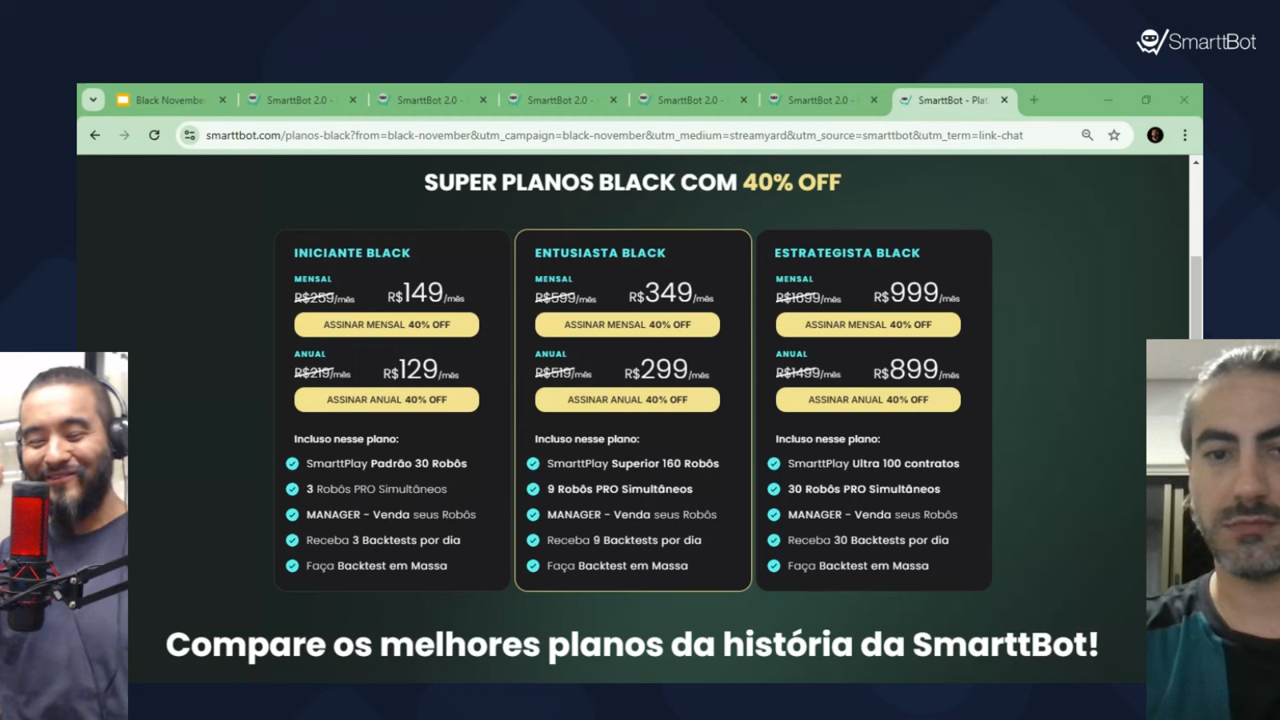 SmarttBot
Black Novembe
SmarttBot 2.0 -
SmarttBot 2.0 -
SmarttBot 2.0 -
SmarttBot 2.0 -
SmarttBot 2.0 -
SmarttBot - Plat
smarttbot.com/planos-black?from=black-november&utm_campaign=black-november&utm_medium=streamyard&utm_source=smarttbot&utm_term=link-chat
SUPER PLANOS BLACK COM 40% OFF
INICIANTE BLACK
MENSAL
R$259/mês R$149/mês
ASSINAR MENSAL 40% OFF
ANUAL
R$219/mês R$129/mês
ASSINAR ANUAL 40% OFF
Incluso nesse plano:
SmarttPlay Padrão 30 Robôs
3 Robôs PRO Simultâneos
MANAGER - Venda seus Robôs
Receba 3 Backtests por dia
Faça Backtest em Massa
ENTUSIASTA BLACK
MENSAL
R$599/mês R$349/mês
ASSINAR MENSAL 40% OFF
ANUAL
R$519/mês R$299/mês
ASSINAR ANUAL 40% OFF
Incluso nesse plano:
SmarttPlay Superior 160 Robôs
9 Robôs PRO Simultâneos
MANAGER - Venda seus Robôs
Receba 9 Backtests por dia
Faça Backtest em Massa
ESTRATEGISTA BLACK
MENSAL
R$1699/mês R$999/mês
ASSINAR MENSAL 40% OFF
ANUAL
R$1499/mês R$899/mês
ASSINAR ANUAL 40% OFF
Incluso nesse plano:
SmarttPlay Ultra 100 contratos
30 Robôs PRO Simultâneos
MANAGER - Venda seus Robôs
Receba 30 Backtests por dia
Faça Backtest em Massa
Compare os melhores planos da história da SmarttBot!